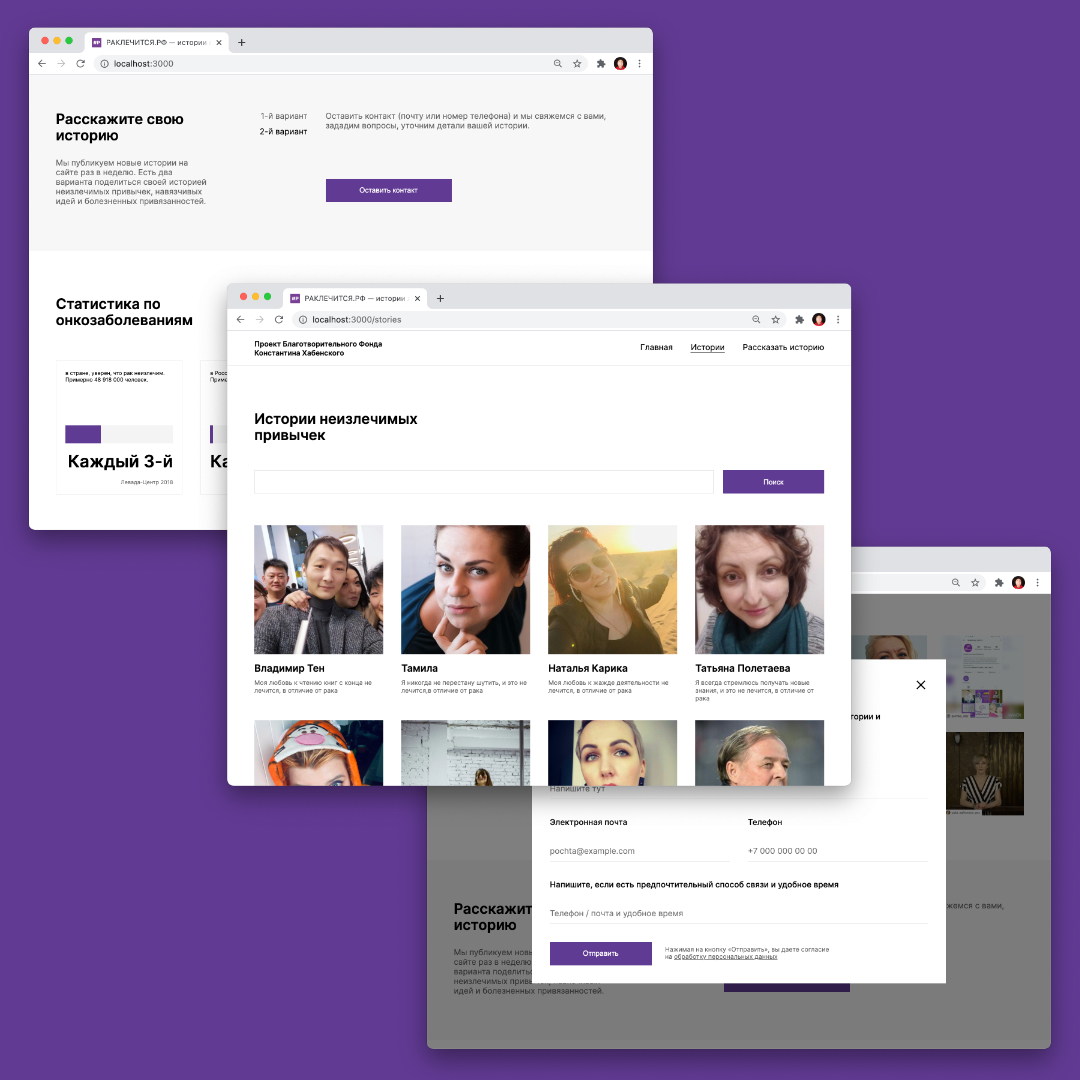 РАКЛЕЧИТСЯ.РФ — истории
localhost:3000
Расскажите свою
историю
Мы публикуем новые истории на
сайте раз в неделю. Есть два
варианта поделиться своей историей
неизлечимых привычек, навязчивых
идей и болезненных привязанностей.
1-й вариант
2-й вариант
Оставить контакт (почту или номер телефона) и мы свяжемся с вами,
зададим вопросы, уточним детали вашей истории.
Оставить контакт
Статистика по
онкозаболеваниям
в стране, уверен, что рак неизлечим.
Примерно 48 918 000 человек.
Каждый 3-й
Левада-Центр 2018
в Росс
Приме
Ка
РАКЛЕЧИТСЯ.РФ — истории
localhost:3000/stories
Проект Благотворительного Фонда
Константина Хабенского
Главная
Истории
Рассказать историю
Истории неизлечимых
привычек
Поиск
Владимир Тен
Моя любовь к чтению книг с конца не
лечится, в отличие от рака
Тамила
Я никогда не перестану шутить, и это не
лечится,в отличие от рака
Наталья Карика
Моя любовь к жажде деятельности не
лечится, в отличие от рака
Татьяна Полетаева
Я всегда стремлюсь получать новые
знания, и это не лечится, в отличие от
рака
тории и
Напишите тут
Электронная почта
pochta@example.com
Телефон
+7 000 000 00 00
Напишите, если есть предпочтительный способ связи и удобное время
Телефон / почта и удобное время
Отправить
Нажимая на кнопку «Отправить», вы даете согласие
на обработку персональных данных
Расскажит
историю
Мы публикуем новы
сайте раз в неделю
варианта поделитьс
неизлечимых привы
идей и болезненных привязанностей.
жемся с вами,